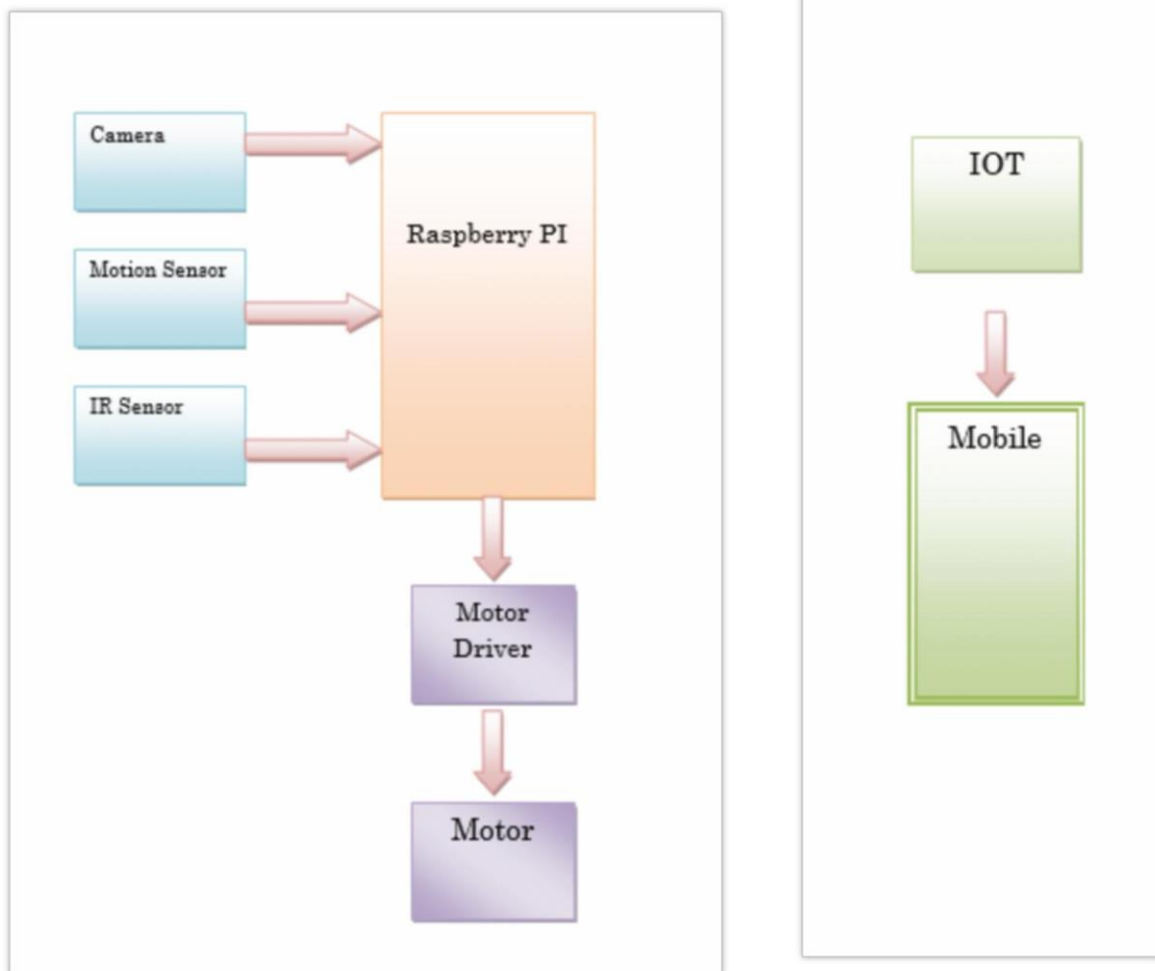 Camera
Motion Sensor
IR Sensor
Raspberry PI
Motor
Driver
Motor
IOT
Mobile